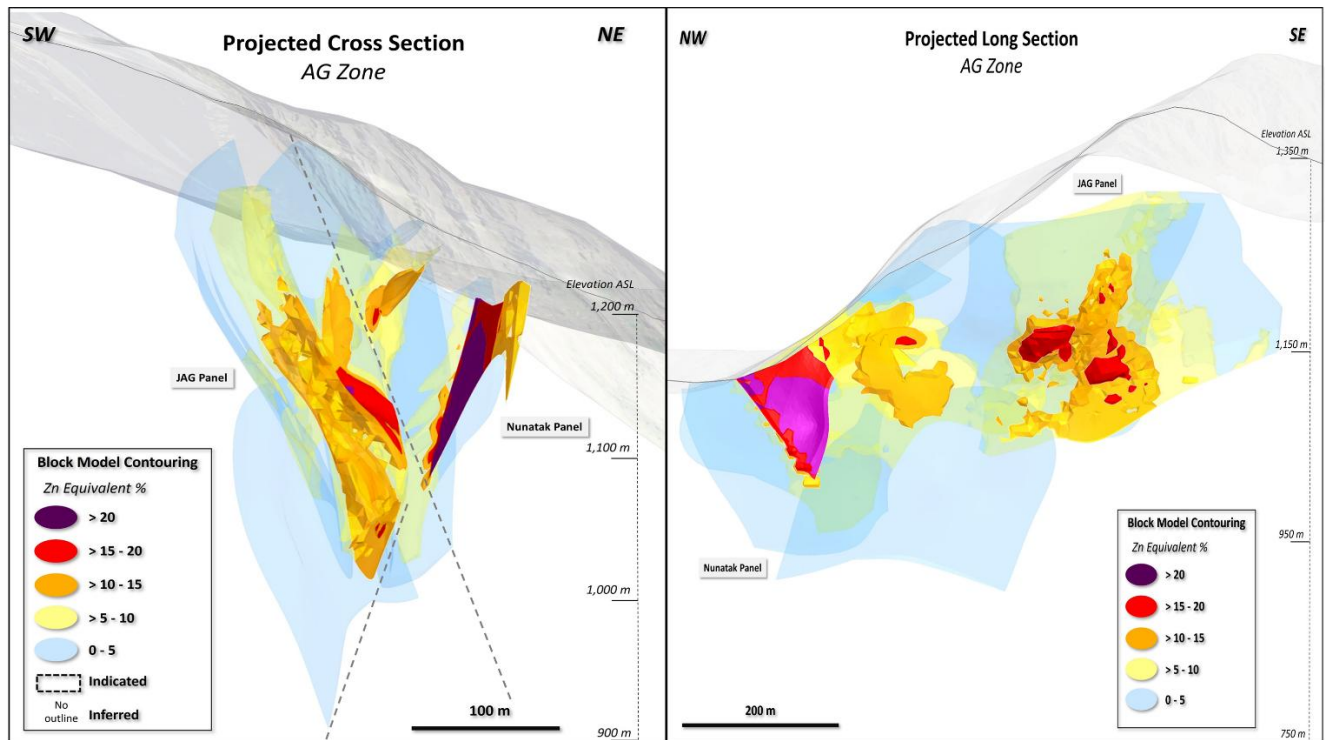 SW
Projected Cross Section
NE
AG Zone
Elevation ASL
1,200 m
JAG Panel
Nunatak Panel
1,100 m
1,000 m
900 m
Block Model Contouring
Zn Equivalent %
> 20
> 15 - 20
> 10 - 15
> 5 - 10
0 - 5
Indicated
No
outline
Inferred
100 m
NW
Projected Long Section
SE
AG Zone
Elevation ASL
1,350 m
JAG Panel
1,150 m
950 m
Nunatak Panel
750 m
Block Model Contouring
Zn Equivalent %
> 20
> 15 - 20
> 10 - 15
> 5 - 10
0 - 5
200 m